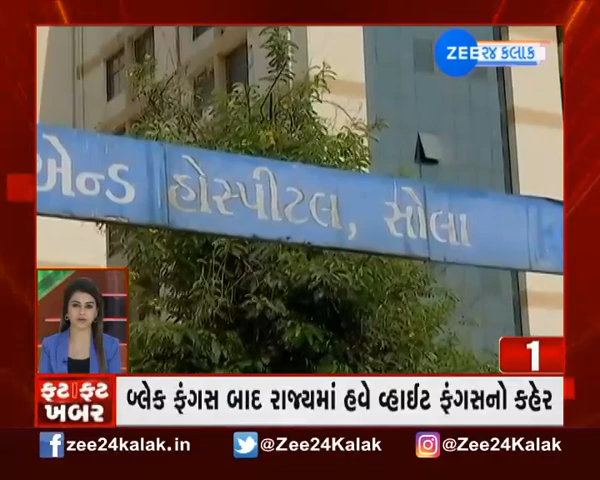 ZEE ૨૪ કલાક
એન્ડ હોસ્પીટલ, સોલા
1
ફટાફટ
ખબર
બ્લેક ફંગસ બાદ રાજ્યમાં હવે વ્હાઈટ ફંગસનો કહેર
zee24kalak.in
@Zee24Kalak
@Zee24Kalak